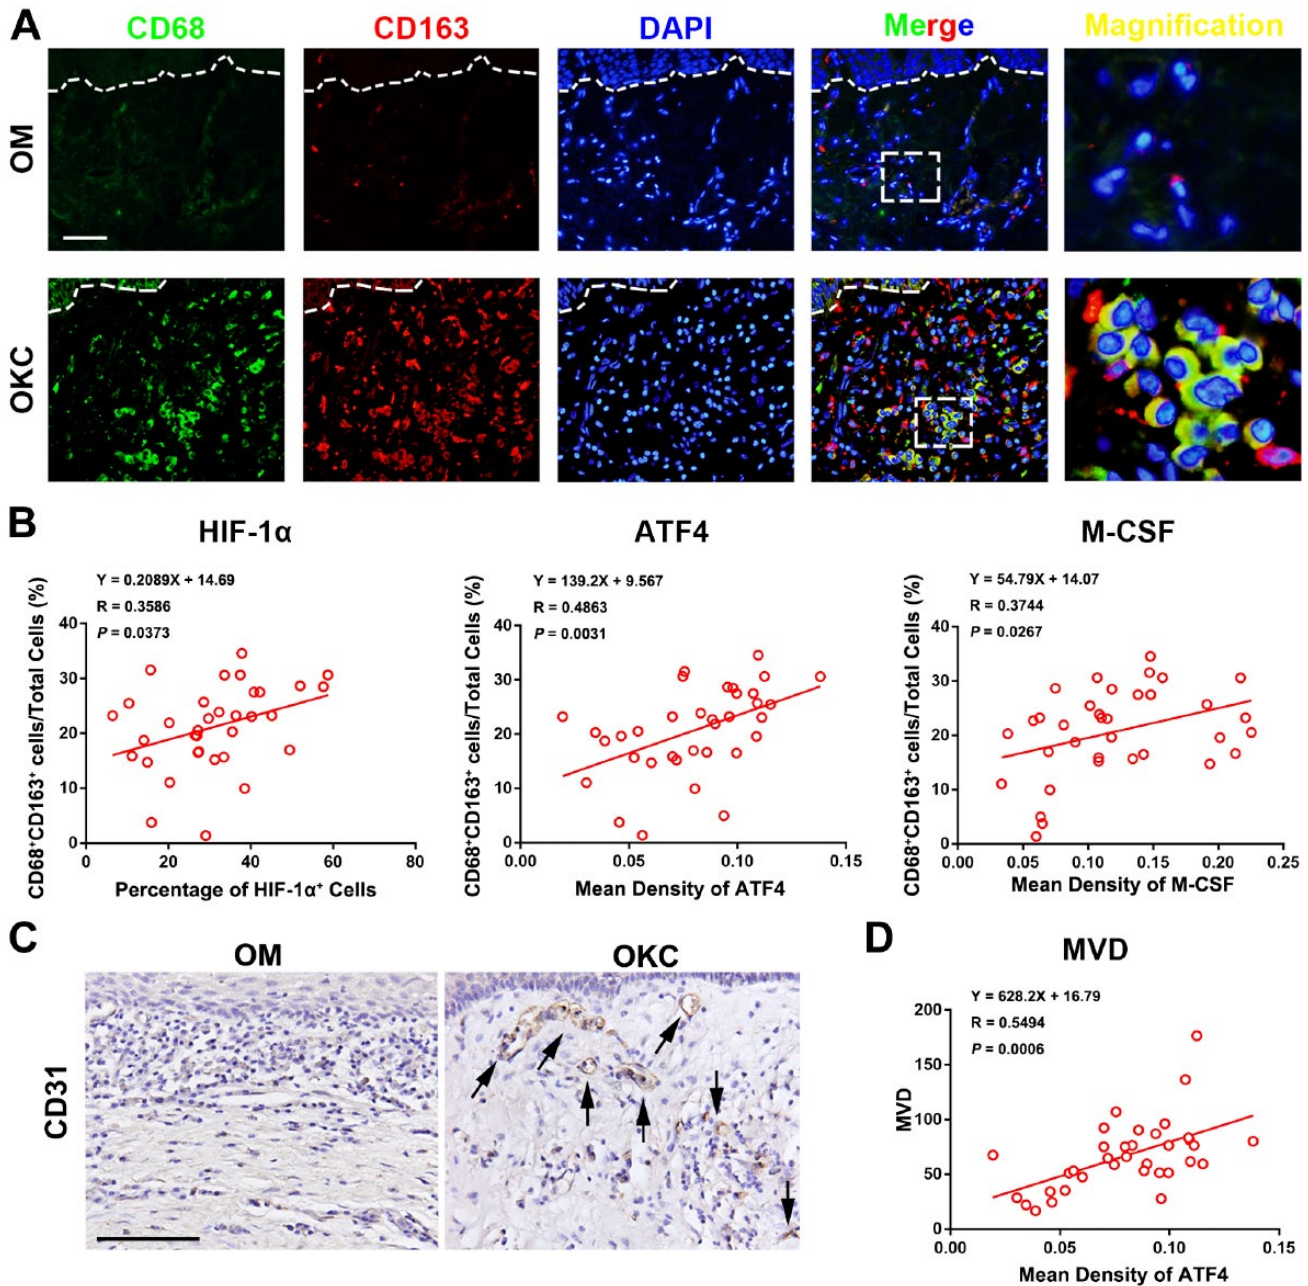 A
CD68 CD163 DAPI Merge Magnification
OM
OKC
B
HIF-1α
Y = 0.2089X + 14.69
R = 0.3586
P = 0.0373
CD68⁺CD163⁺ cells/Total Cells (%)
40
30
20
10
0
0 20 40 60 80
Percentage of HIF-1α⁺ Cells
ATF4
Y = 139.2X + 9.567
R = 0.4863
P = 0.0031
CD68⁺CD163⁺ cells/Total Cells (%)
40
30
20
10
0
0.00 0.05 0.10 0.15
Mean Density of ATF4
M-CSF
Y = 54.79X + 14.07
R = 0.3744
P = 0.0267
CD68⁺CD163⁺ cells/Total Cells (%)
40
30
20
10
0
0.00 0.05 0.10 0.15 0.20 0.25
Mean Density of M-CSF
C
OM OKC
CD31
D
MVD
Y = 628.2X + 16.79
R = 0.5494
P = 0.0006
MVD
200
150
100
50
0
0.00 0.05 0.10 0.15
Mean Density of ATF4